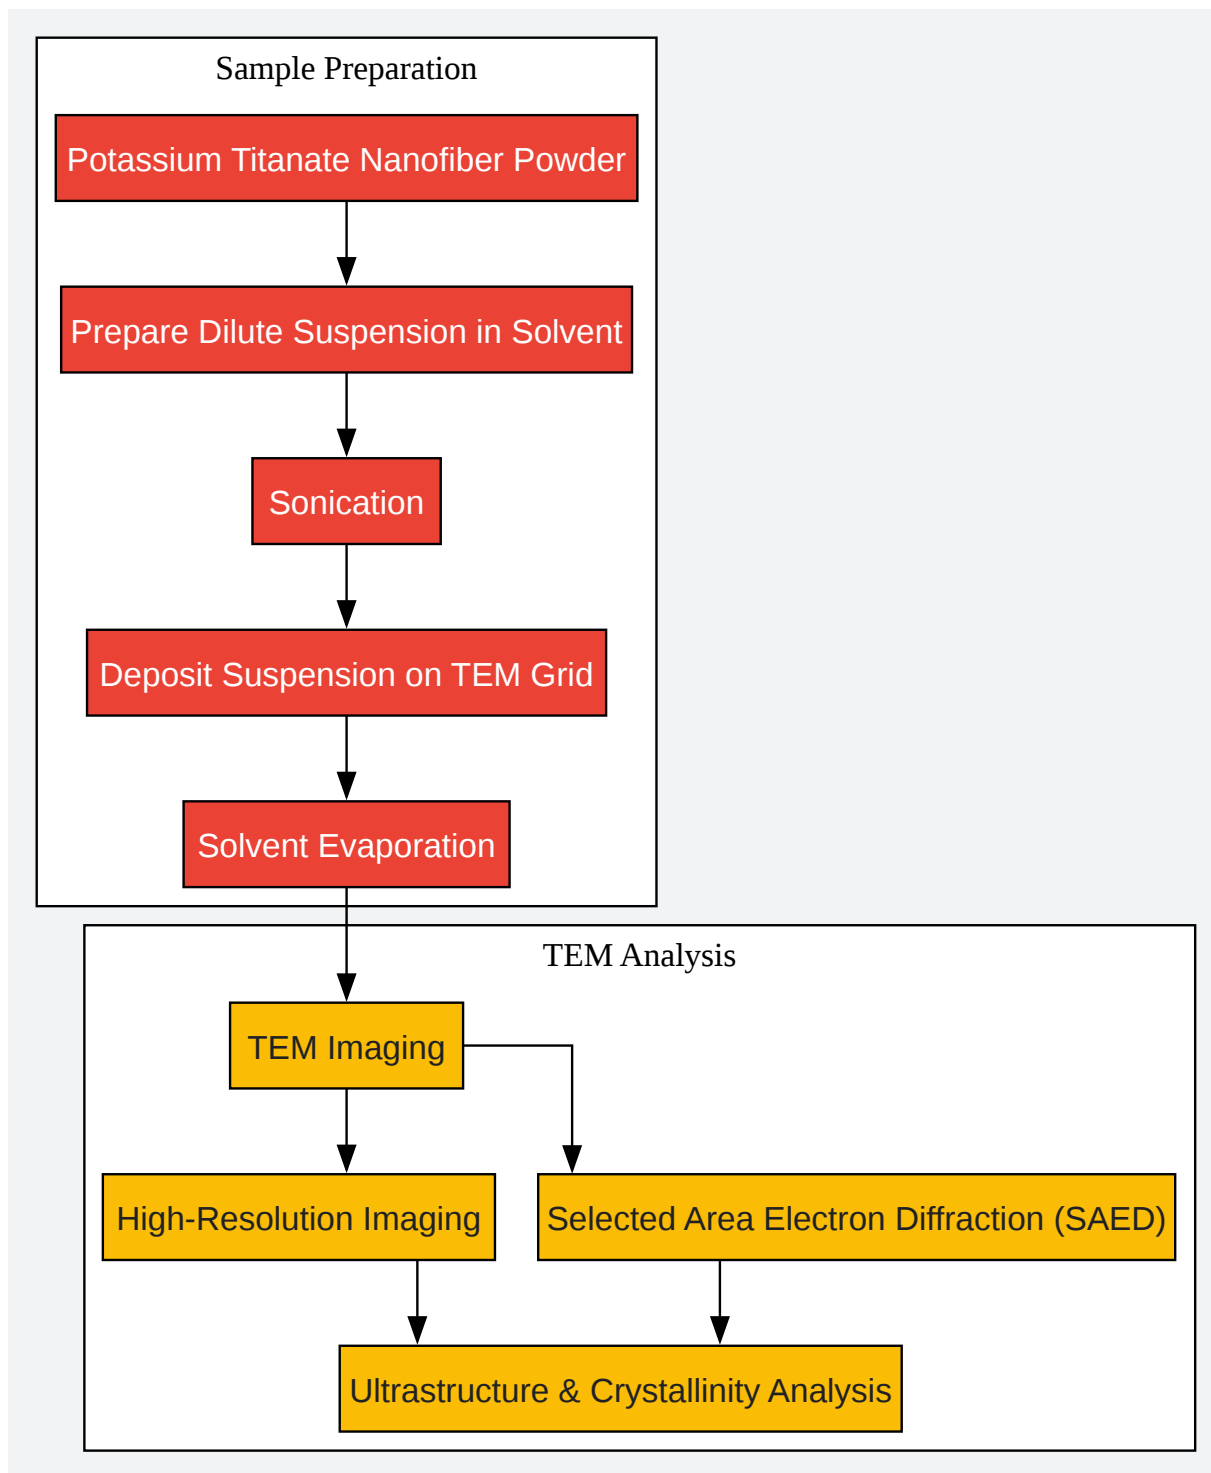 Sample Preparation
Potassium Titanate Nanofiber Powder
Prepare Dilute Suspension in Solvent
Sonication
Deposit Suspension on TEM Grid
Solvent Evaporation
TEM Analysis
TEM Imaging
High-Resolution Imaging
Selected Area Electron Diffraction (SAED)
Ultrastructure & Crystallinity Analysis